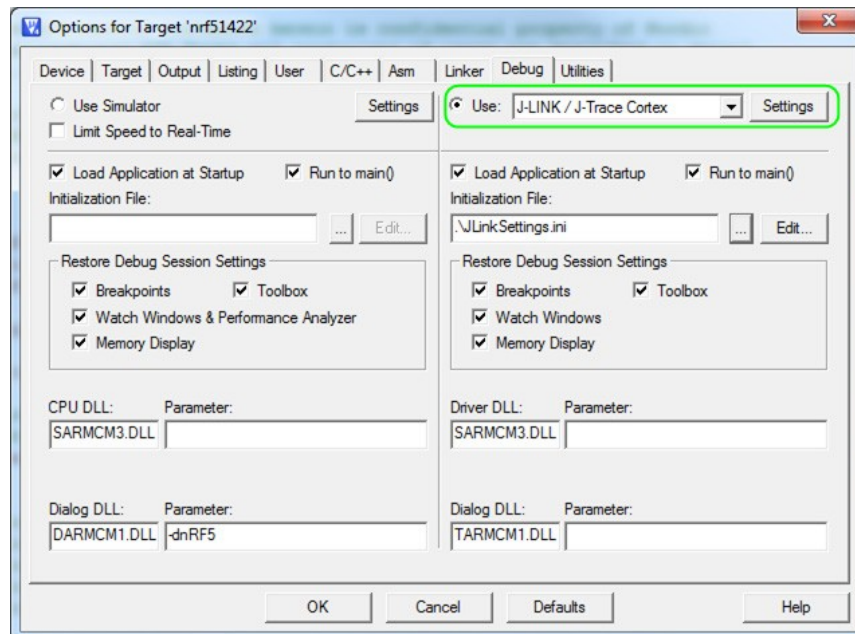 Options for Target 'nrf51422'
Device Target Output Listing User C/C++ Asm Linker Debug Utilities
Use Simulator Settings
Limit Speed to Real-Time
Use: J-LINK / J-Trace Cortex Settings
Load Application at Startup Run to main()
Initialization File:
... Edit...
Restore Debug Session Settings
Breakpoints Toolbox
Watch Windows & Performance Analyzer
Memory Display
CPU DLL: Parameter:
SARMCM3.DLL
Dialog DLL: Parameter:
DARMCM1.DLL -dnRF5
Load Application at Startup Run to main()
Initialization File:
.\JLinkSettings.ini ... Edit...
Restore Debug Session Settings
Breakpoints Toolbox
Watch Windows
Memory Display
Driver DLL: Parameter:
SARMCM3.DLL
Dialog DLL: Parameter:
TARMCM1.DLL
OK Cancel Defaults Help